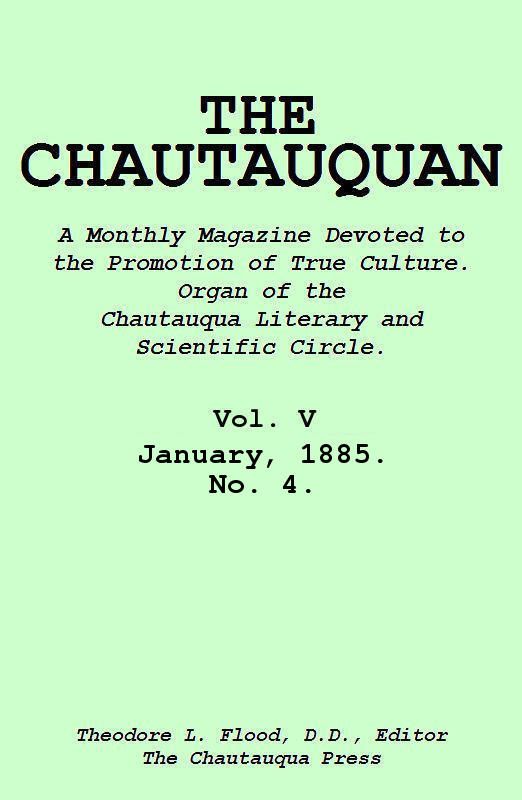 THE
CHAUTAUQUAN
A Monthly Magazine Devoted to
the Promotion of True Culture.
Organ of the
Chautauqua Literary and
Scientific Circle.
Vol. V
January, 1885.
No. 4.
Theodore L. Flood, D.D., Editor
The Chautauqua Press